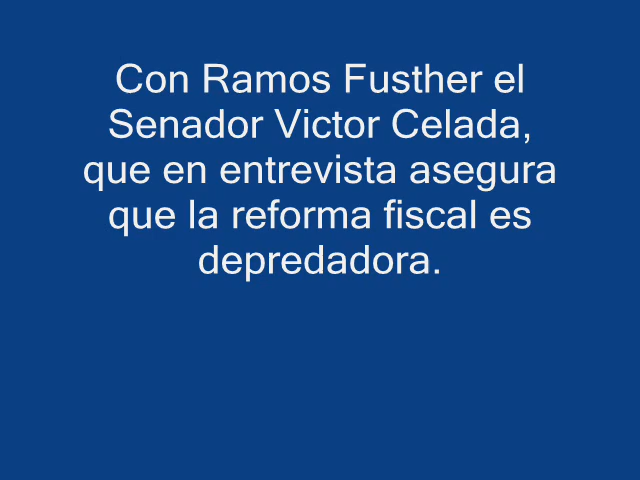 Con Ramos Fusther el
Senador Victor Celada,
que en entrevista asegura
que la reforma fiscal es
depredadora.